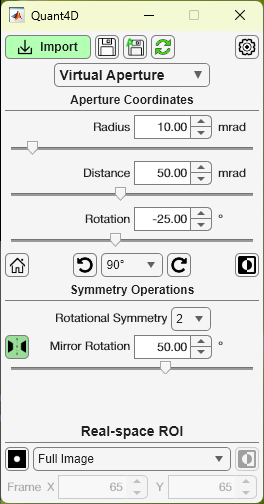 Quant4D
Import
Virtual Aperture
Aperture Coordinates
Radius 10.00 mrad
Distance 50.00 mrad
Rotation -25.00 °
90°
Symmetry Operations
Rotational Symmetry 2
Mirror Rotation 50.00 °
Real-space ROI
Full Image
Frame X 65 Y 65